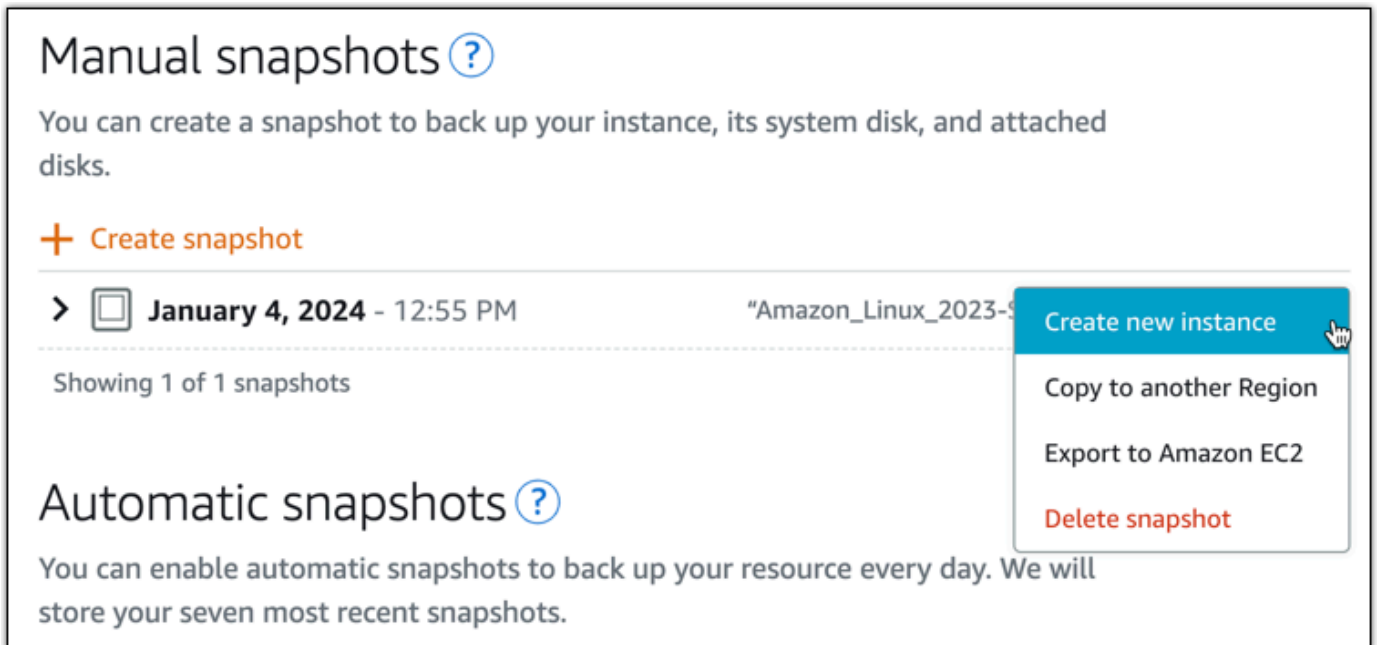 Manual snapshots ?
You can create a snapshot to back up your instance, its system disk, and attached
disks.
+ Create snapshot
January 4, 2024 - 12:55 PM “Amazon_Linux_2023-
Create new instance
Copy to another Region
Export to Amazon EC2
Delete snapshot
Showing 1 of 1 snapshots
Automatic snapshots ?
You can enable automatic snapshots to back up your resource every day. We will
store your seven most recent snapshots.